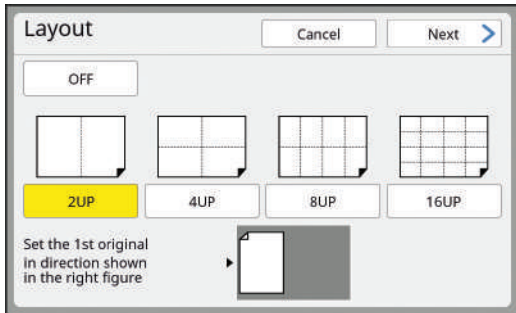 Layout
Cancel
Next
OFF
2UP
4UP
8UP
16UP
Set the 1st original
in direction shown
in the right figure